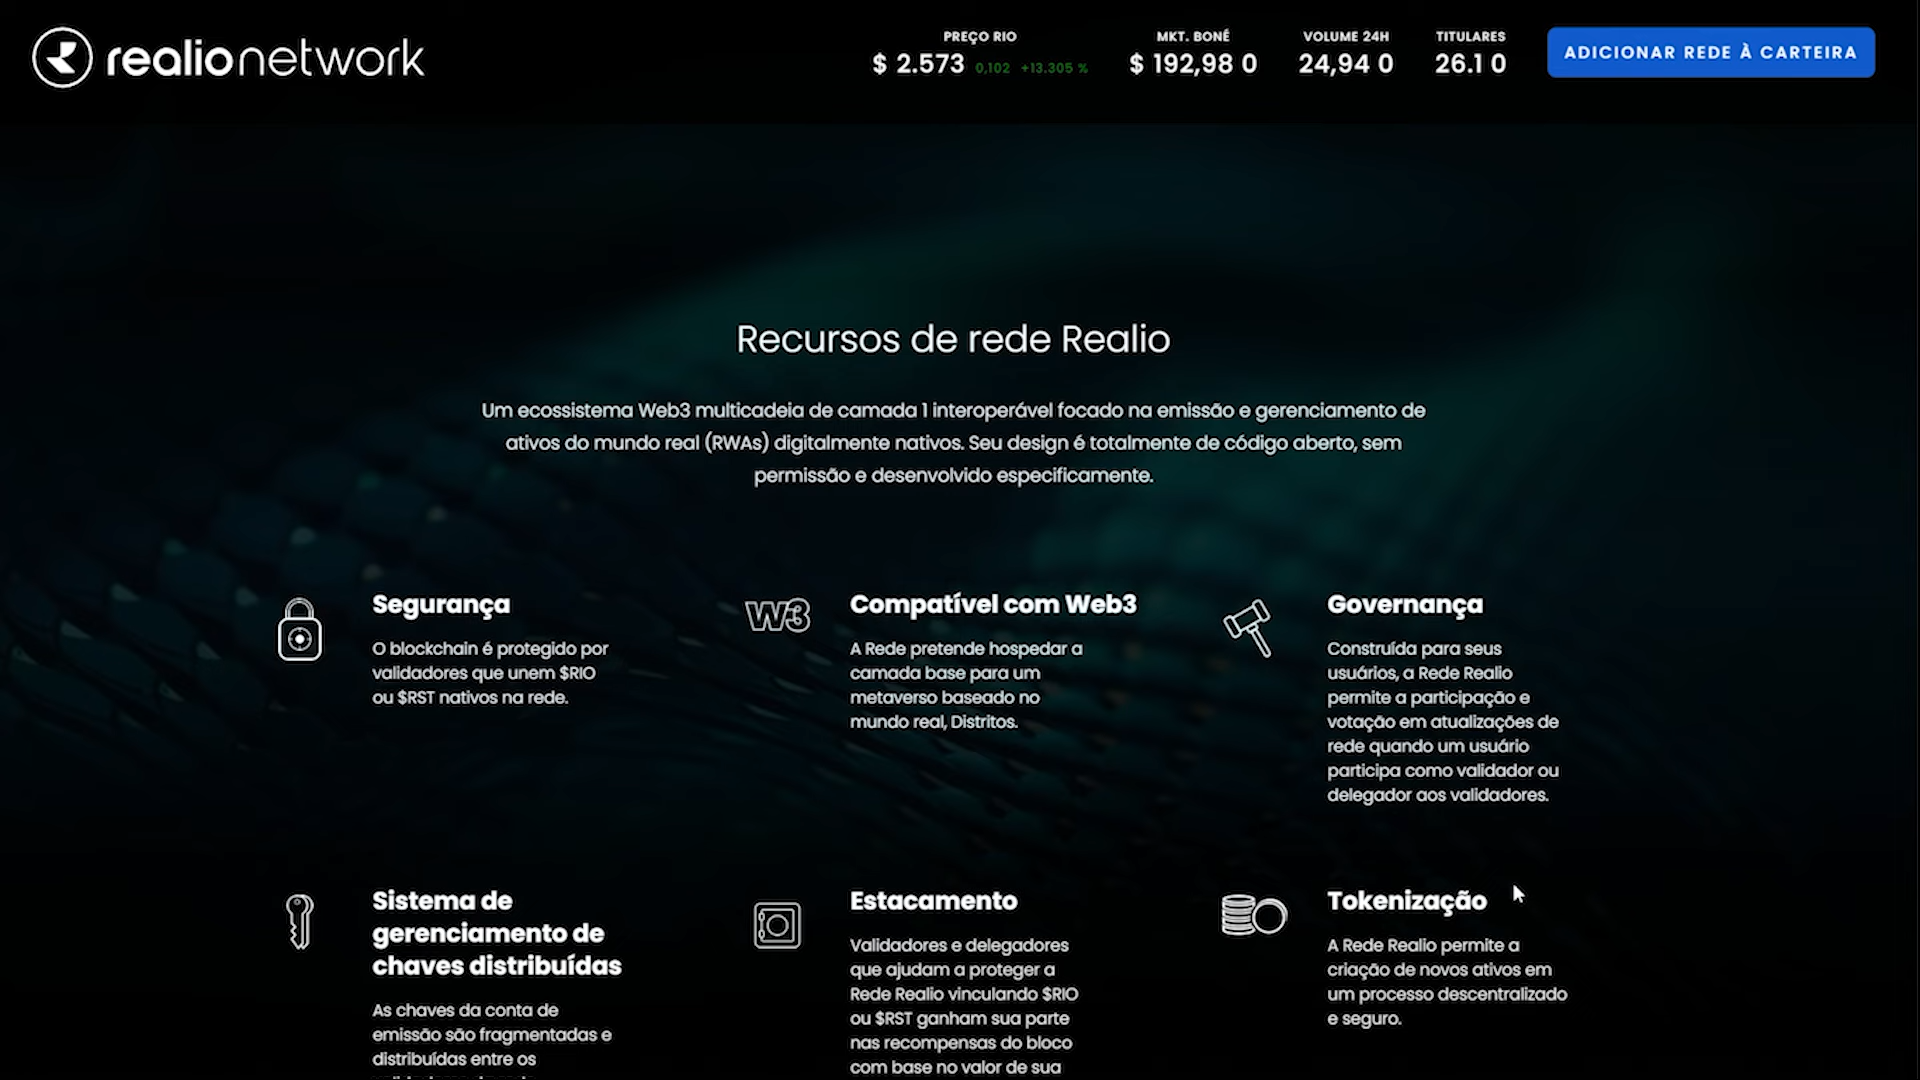 realionetwork
PREÇO RIO
$ 2.573 0,102 +13.305 %
MKT. BONÉ
$ 192,98 0
VOLUME 24H
24,94 0
TITULARES
26.1 0
ADICIONAR REDE À CARTEIRA
Recursos de rede Realio
Um ecossistema Web3 multicadeia de camada 1 interoperável focado na emissão e gerenciamento de
ativos do mundo real (RWAs) digitalmente nativos. Seu design é totalmente de código aberto, sem
permissão e desenvolvido especificamente.
Segurança
O blockchain é protegido por
validadores que unem $RIO
ou $RST nativos na rede.
W3
Compatível com Web3
A Rede pretende hospedar a
camada base para um
metaverso baseado no
mundo real, Distritos.
Governança
Construída para seus
usuários, a Rede Realio
permite a participação e
votação em atualizações de
rede quando um usuário
participa como validador ou
delegador aos validadores.
Sistema de
gerenciamento de
chaves distribuídas
As chaves da conta de
emissão são fragmentadas e
distribuídas entre os
Estacamento
Validadores e delegadores
que ajudam a proteger a
Rede Realio vinculando $RIO
ou $RST ganham sua parte
nas recompensas do bloco
com base no valor de sua
Tokenização
A Rede Realio permite a
criação de novos ativos em
um processo descentralizado
e seguro.